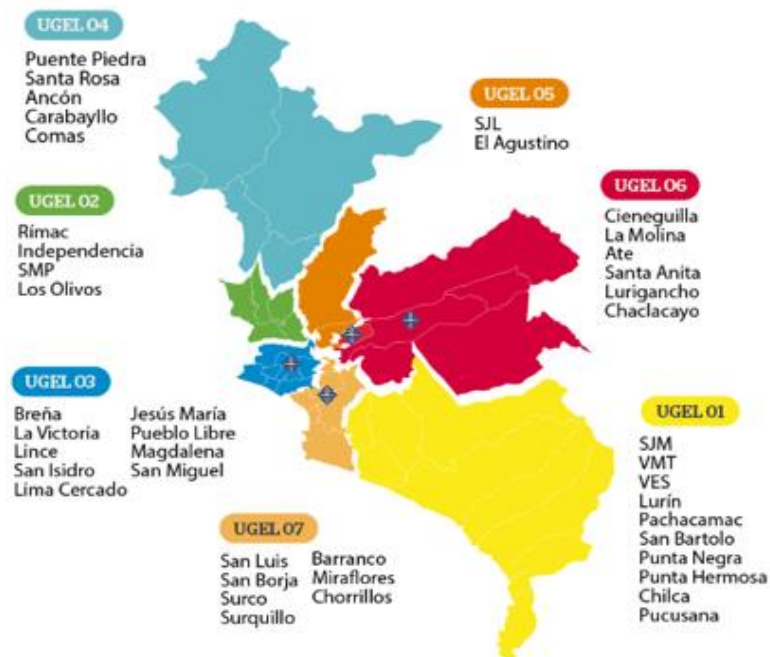 UGEL 04
Puente Piedra
Santa Rosa
Ancón
Carabayllo
Comas
UGEL 05
SJL
El Agustino
UGEL 06
Cieneguilla
La Molina
Ate
Santa Anita
Lurigancho
Chaclacayo
UGEL 02
Rímac
Independencia
SMP
Los Olivos
UGEL 03
Breña
La Victoria
Lince
San Isidro
Lima Cercado
Jesús María
Pueblo Libre
Magdalena
San Miguel
UGEL 01
SJM
VMT
VES
Lurín
Pachacamac
San Bartolo
Punta Negra
Punta Hermosa
Chilca
Pucusana
UGEL 07
San Luis
San Borja
Surco
Surquillo
Barranco
Miraflores
Chorrillos